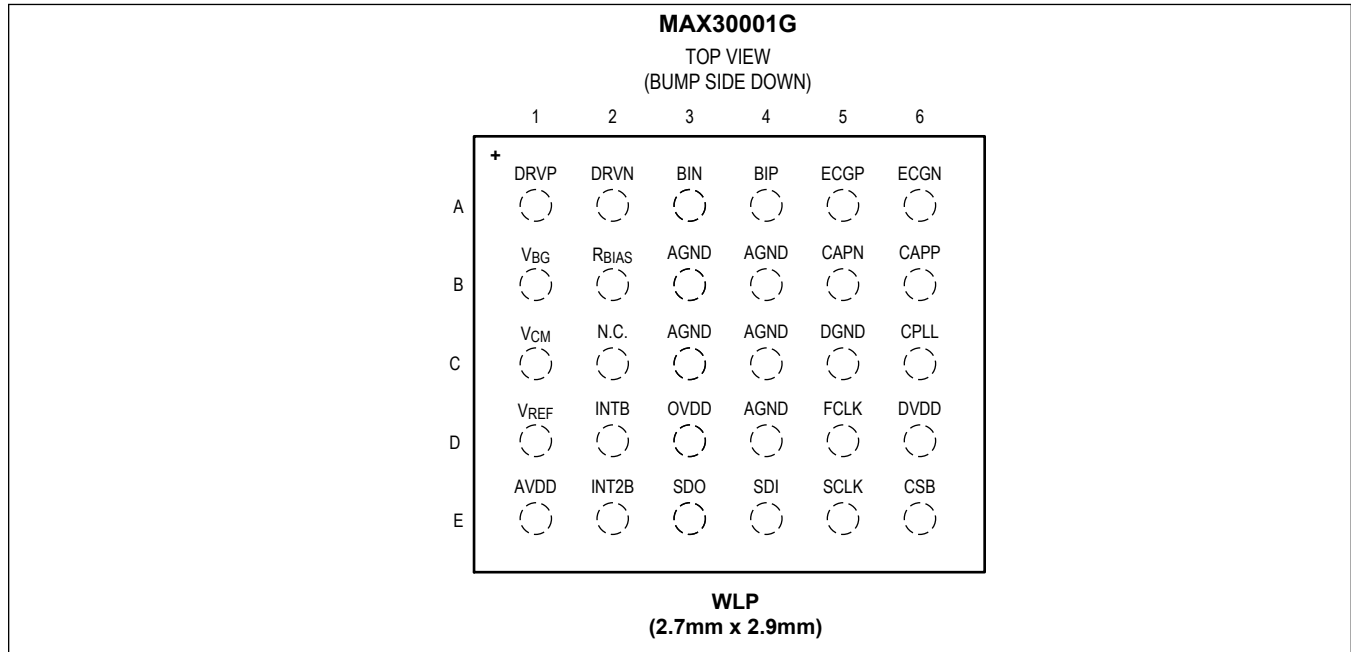 MAX30001G
TOP VIEW
(BUMP SIDE DOWN)
1 2 3 4 5 6
+
DRVP DRVN BIN BIP ECGP ECGN
A
VBG RBIAS AGND AGND CAPN CAPP
B
VCM N.C. AGND AGND DGND CPLL
C
VREF INTB OVDD AGND FCLK DVDD
D
AVDD INT2B SDO SDI SCLK CSB
E
WLP
(2.7mm x 2.9mm)